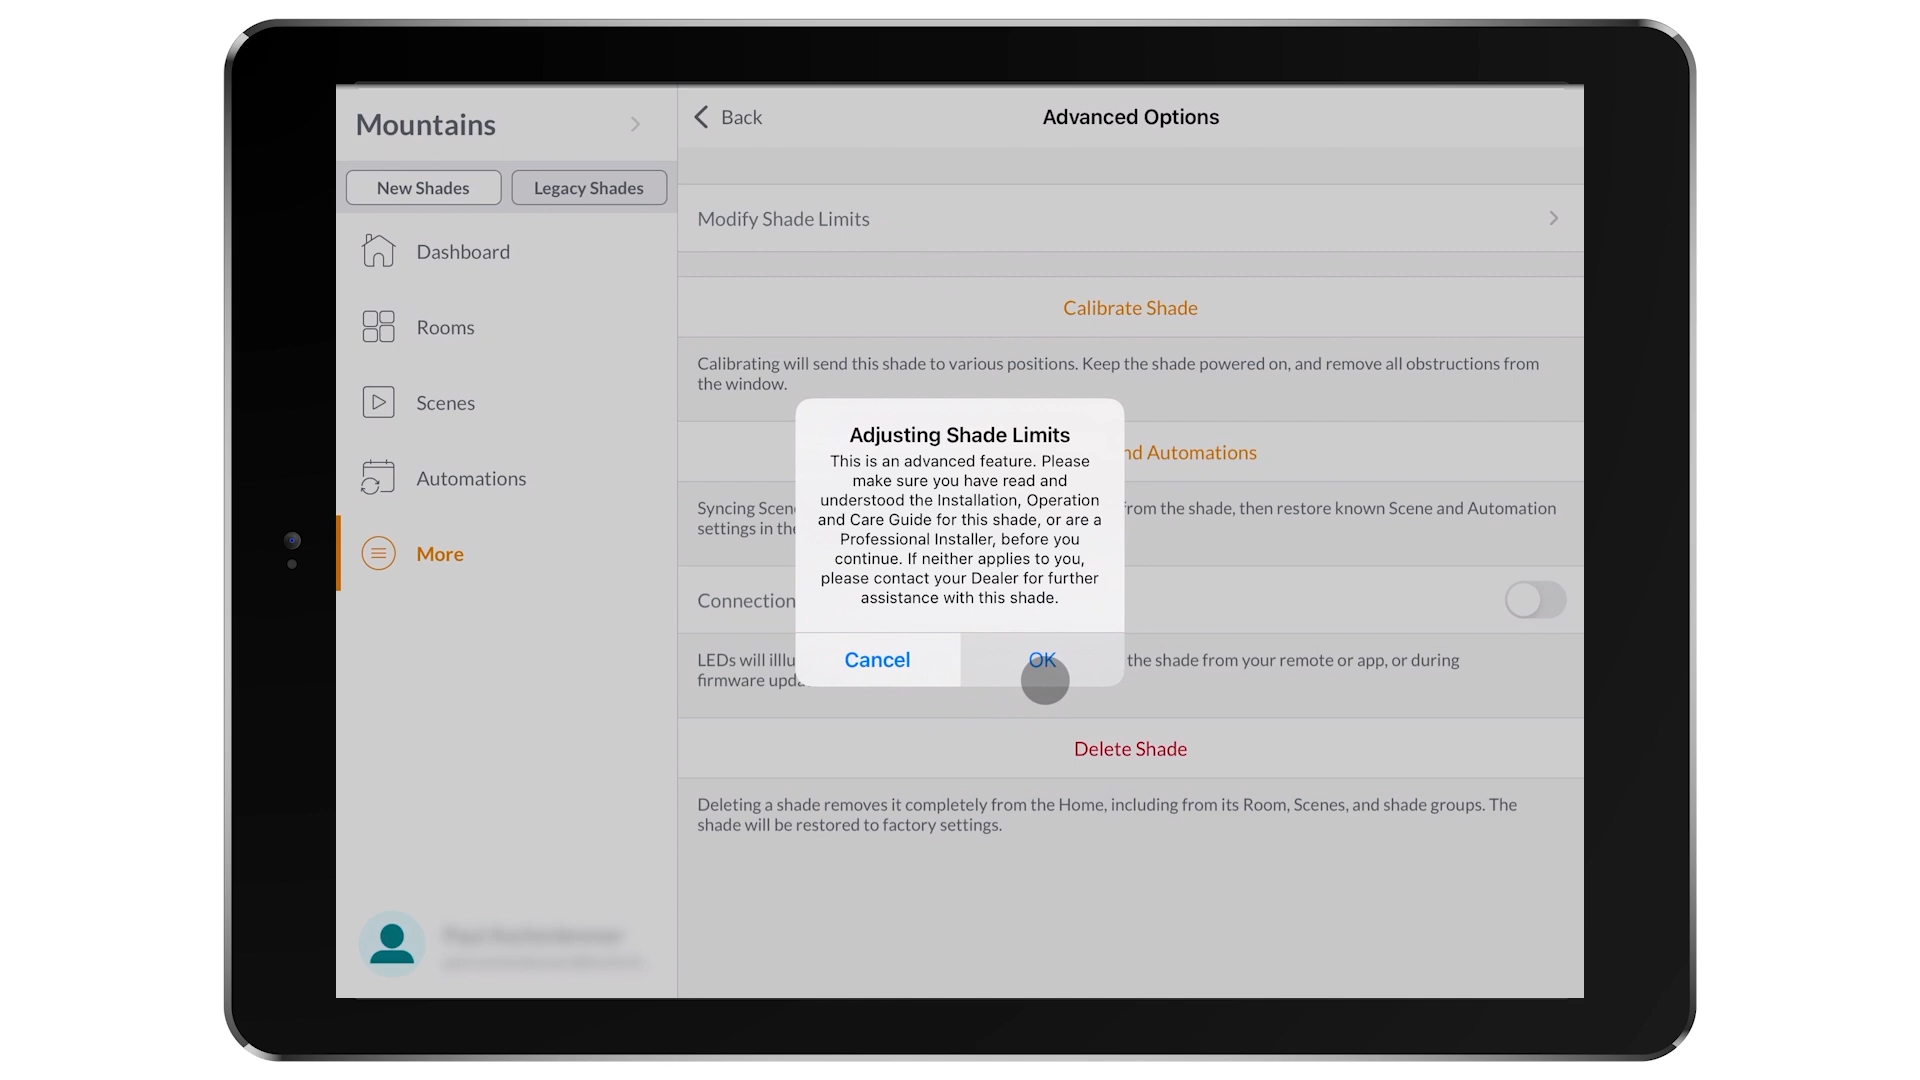 Mountains
New Shades
Legacy Shades
Dashboard
Rooms
Scenes
Automations
More
Back
Advanced Options
Modify Shade Limits
Calibrate Shade
Calibrating will send this shade to various positions. Keep the shade powered on, and remove all obstructions from
the window.
nd Automations
Syncing Scen
from the shade, then restore known Scene and Automation
settings in the
Connection
LEDs will illlu
the shade from your remote or app, or during
firmware upda
Delete Shade
Deleting a shade removes it completely from the Home, including from its Room, Scenes, and shade groups. The
shade will be restored to factory settings.
Adjusting Shade Limits
This is an advanced feature. Please
make sure you have read and
understood the Installation, Operation
and Care Guide for this shade, or are a
Professional Installer, before you
continue. If neither applies to you,
please contact your Dealer for further
assistance with this shade.
Cancel
OK